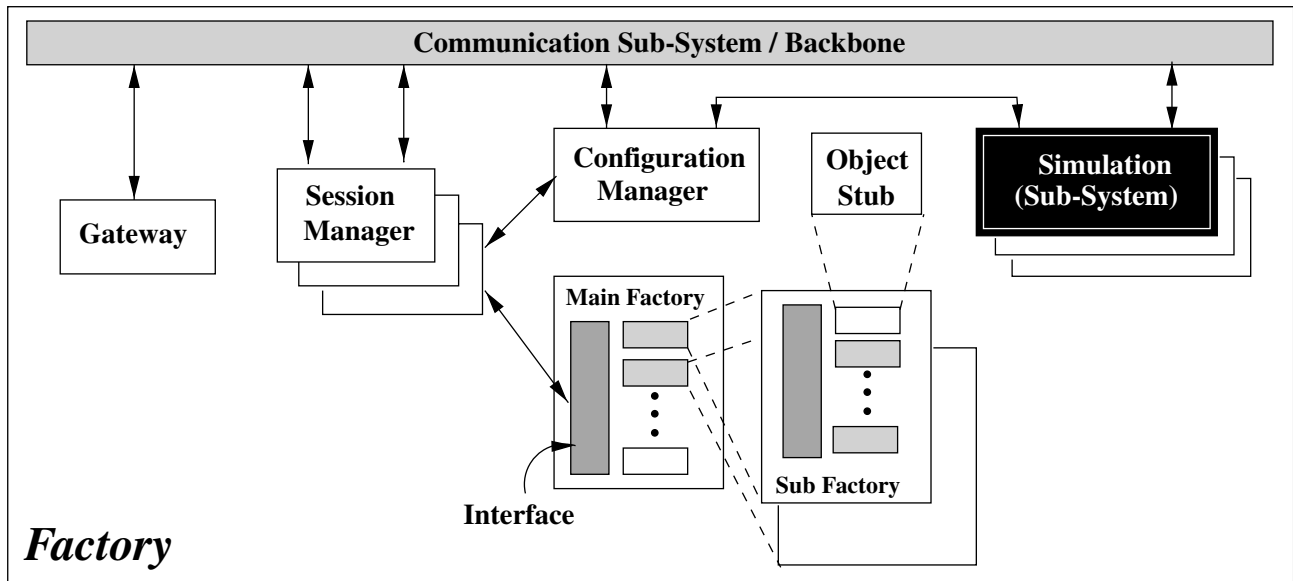 Communication Sub-System / Backbone
Configuration
Manager
Object
Stub
Simulation
(Sub-System)
Session
Manager
Gateway
Main Factory
Sub Factory
Interface
Factory